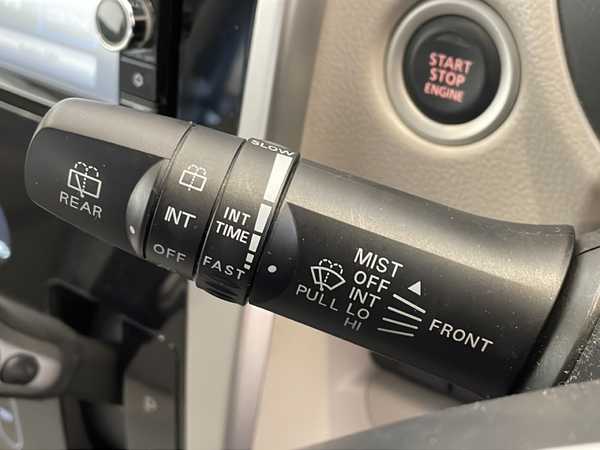 START
STOP
ENGINE
REAR
INT
OFF
SLOW
INT
TIME
FAST
PULL
MIST
OFF
INT
LO
HI
FRONT